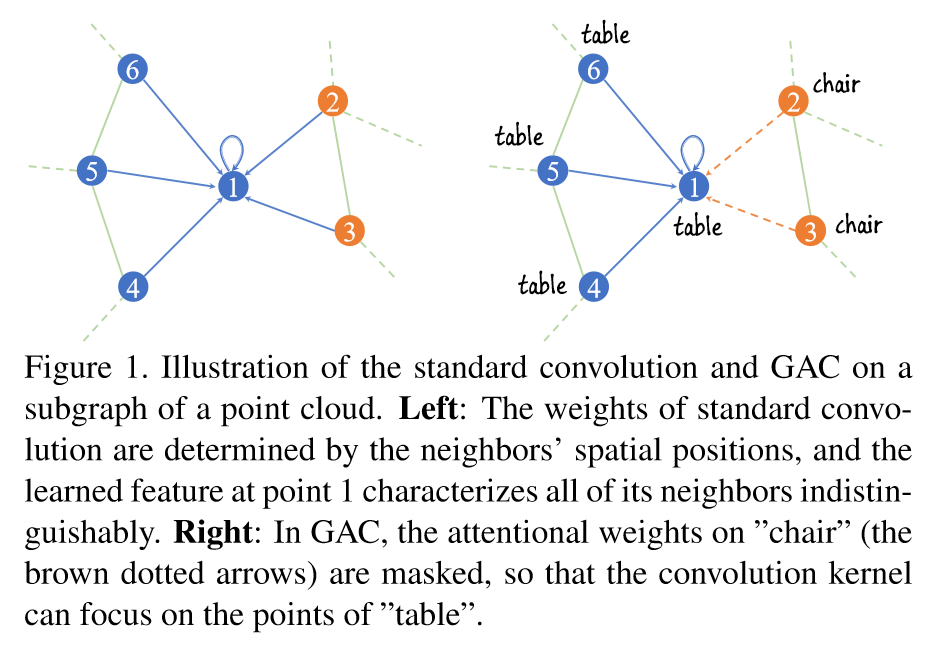 6
2
5
1
3
4
table
6
chair
2
table
5
1
table
3 chair
table 4
Figure 1. Illustration of the standard convolution and GAC on a
subgraph of a point cloud. Left: The weights of standard convo-
lution are determined by the neighbors’ spatial positions, and the
learned feature at point 1 characterizes all of its neighbors indistin-
guishably. Right: In GAC, the attentional weights on ”chair” (the
brown dotted arrows) are masked, so that the convolution kernel
can focus on the points of ”table”.